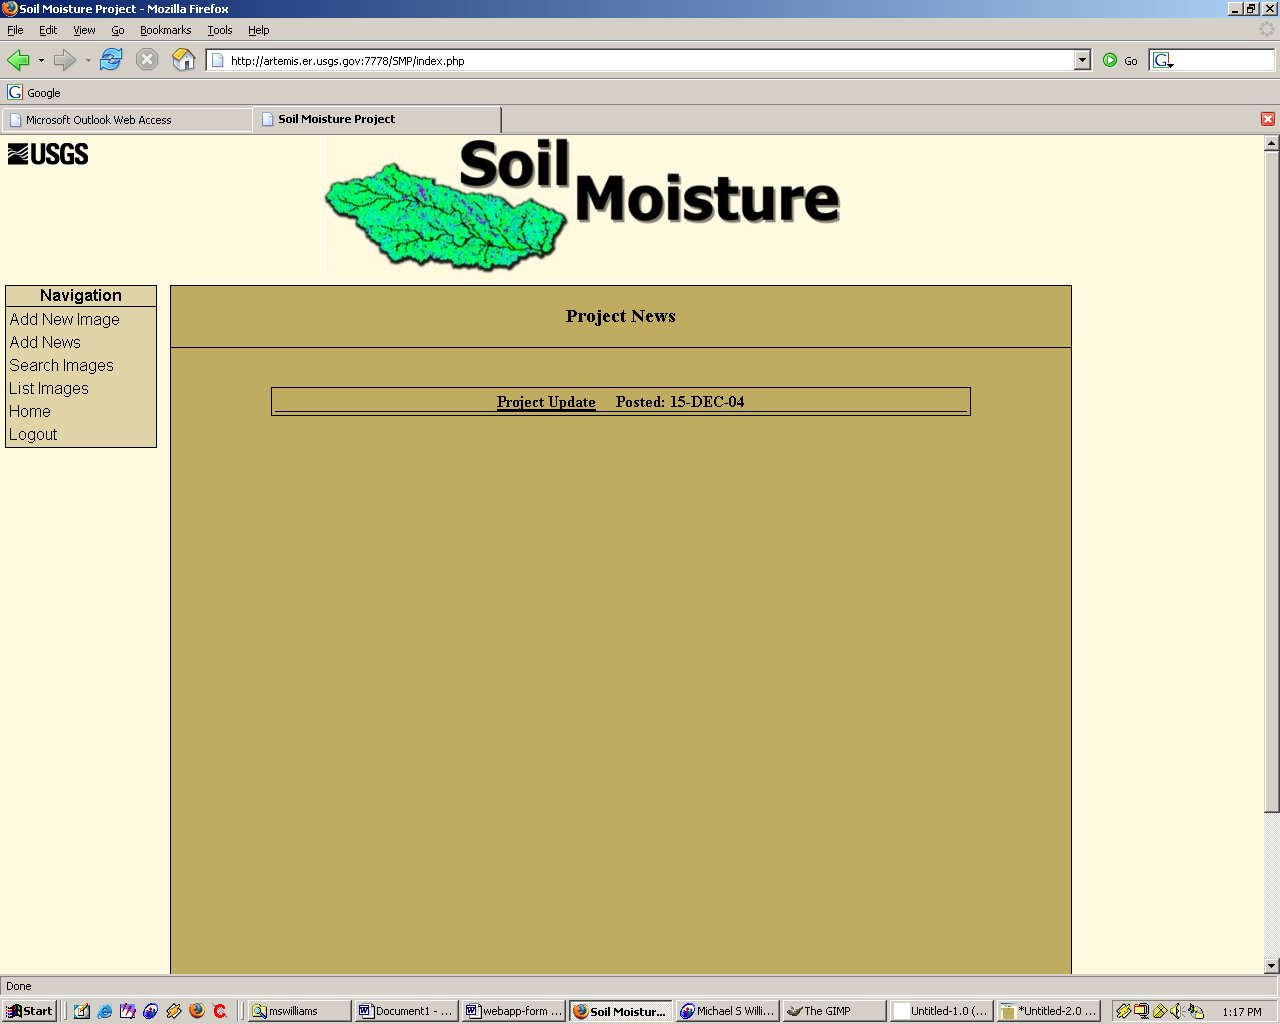 Soil Moisture Project - Mozilla Firefox
File Edit View Go Bookmarks Tools Help
http://artemis.er.usgs.gov:7778/SMP/index.php Go G
G Google
Microsoft Outlook Web Access Soil Moisture Project
USGS
Soil
Moisture
Navigation
Add New Image
Add News
Search Images
List Images
Home
Logout
Project News
Project Update Posted: 15-DEC-04
Done
Start mswilliams Document1 - ... webapp-form ... Soil Moistur... Michael S Willi... The GIMP Untitled-1.0 (... *Untitled-2.0 ... 1:17 PM